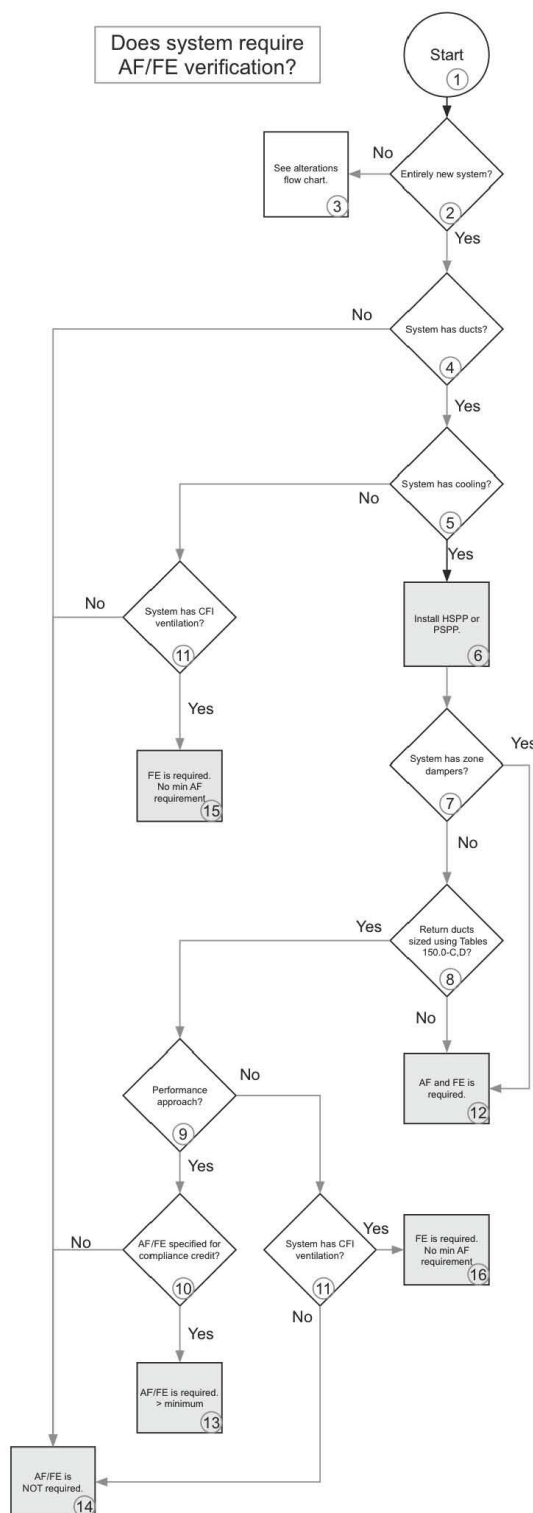 Does system require
AF/FE verification?
Start
1
No
Entirely new system?
See alterations
flow chart.
3
2
Yes
No
System has ducts?
4
Yes
System has cooling?
No
5
Yes
No
System has CFI
ventilation?
11
Install HSPP or
PSPP.
6
Yes
System has zone
dampers?
Yes
FE is required.
No min AF
requirement
15
7
No
Yes
Return ducts
sized using Tables
150.0-C,D?
8
No
Performance
approach?
No
AF and FE is
required.
12
9
Yes
No
AF/FE specified for
compliance credit?
10
System has CFI
ventilation?
11
Yes
FE is required.
No min AF
requirement
16
No
Yes
AF/FE is required.
> minimum
13
AF/FE is
NOT required.
14